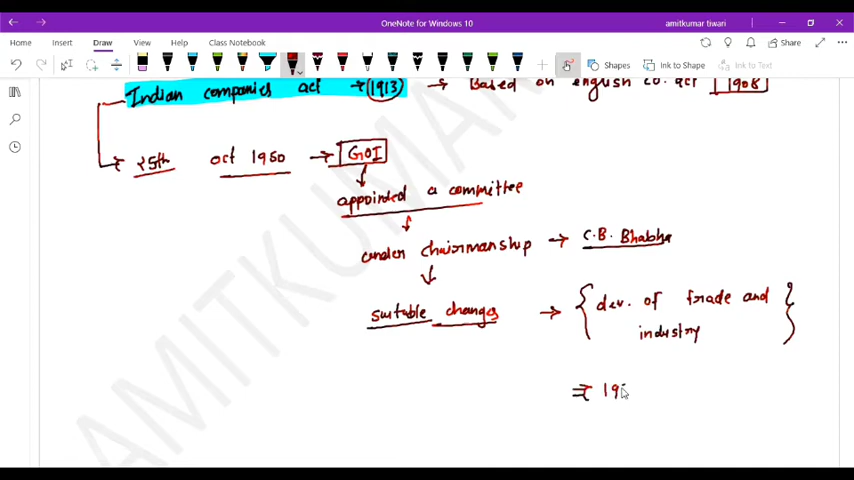 OneNote for Windows 10
amitkumar tiwari
Home Insert Draw View Help Class Notebook
Share
Shapes Ink to Shape Ink to Text
Indian companies act → 1913 → Based on english co. act 1908
25th oct 1950 → GOI
appointed a committee
under chairmanship → C.B. Bhabha
suitable changes → { dev. of trade and
industry }
⇒ 195
AMITKUMAR